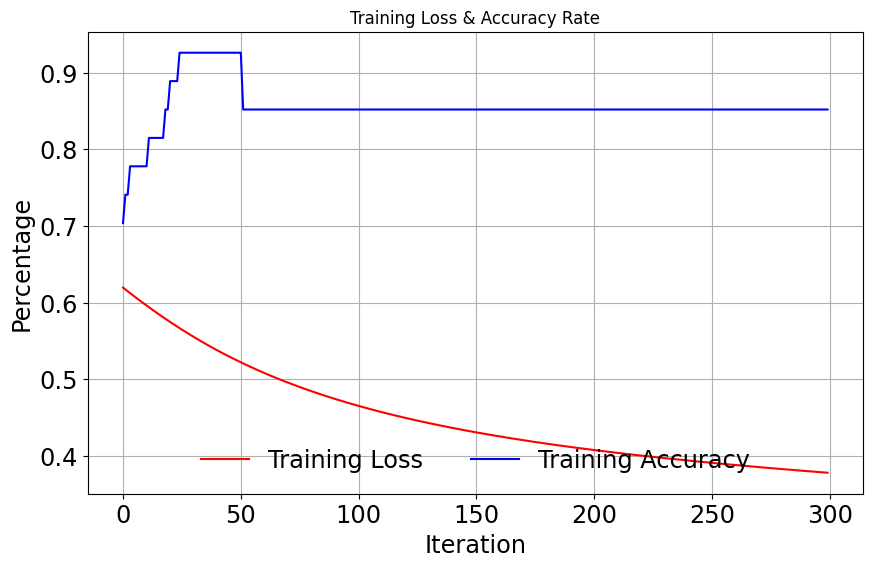 Training Loss & Accuracy Rate
Percentage
0.9
0.8
0.7
0.6
0.5
0.4
Training Loss
Training Accuracy
0 50 100 150 200 250 300
Iteration